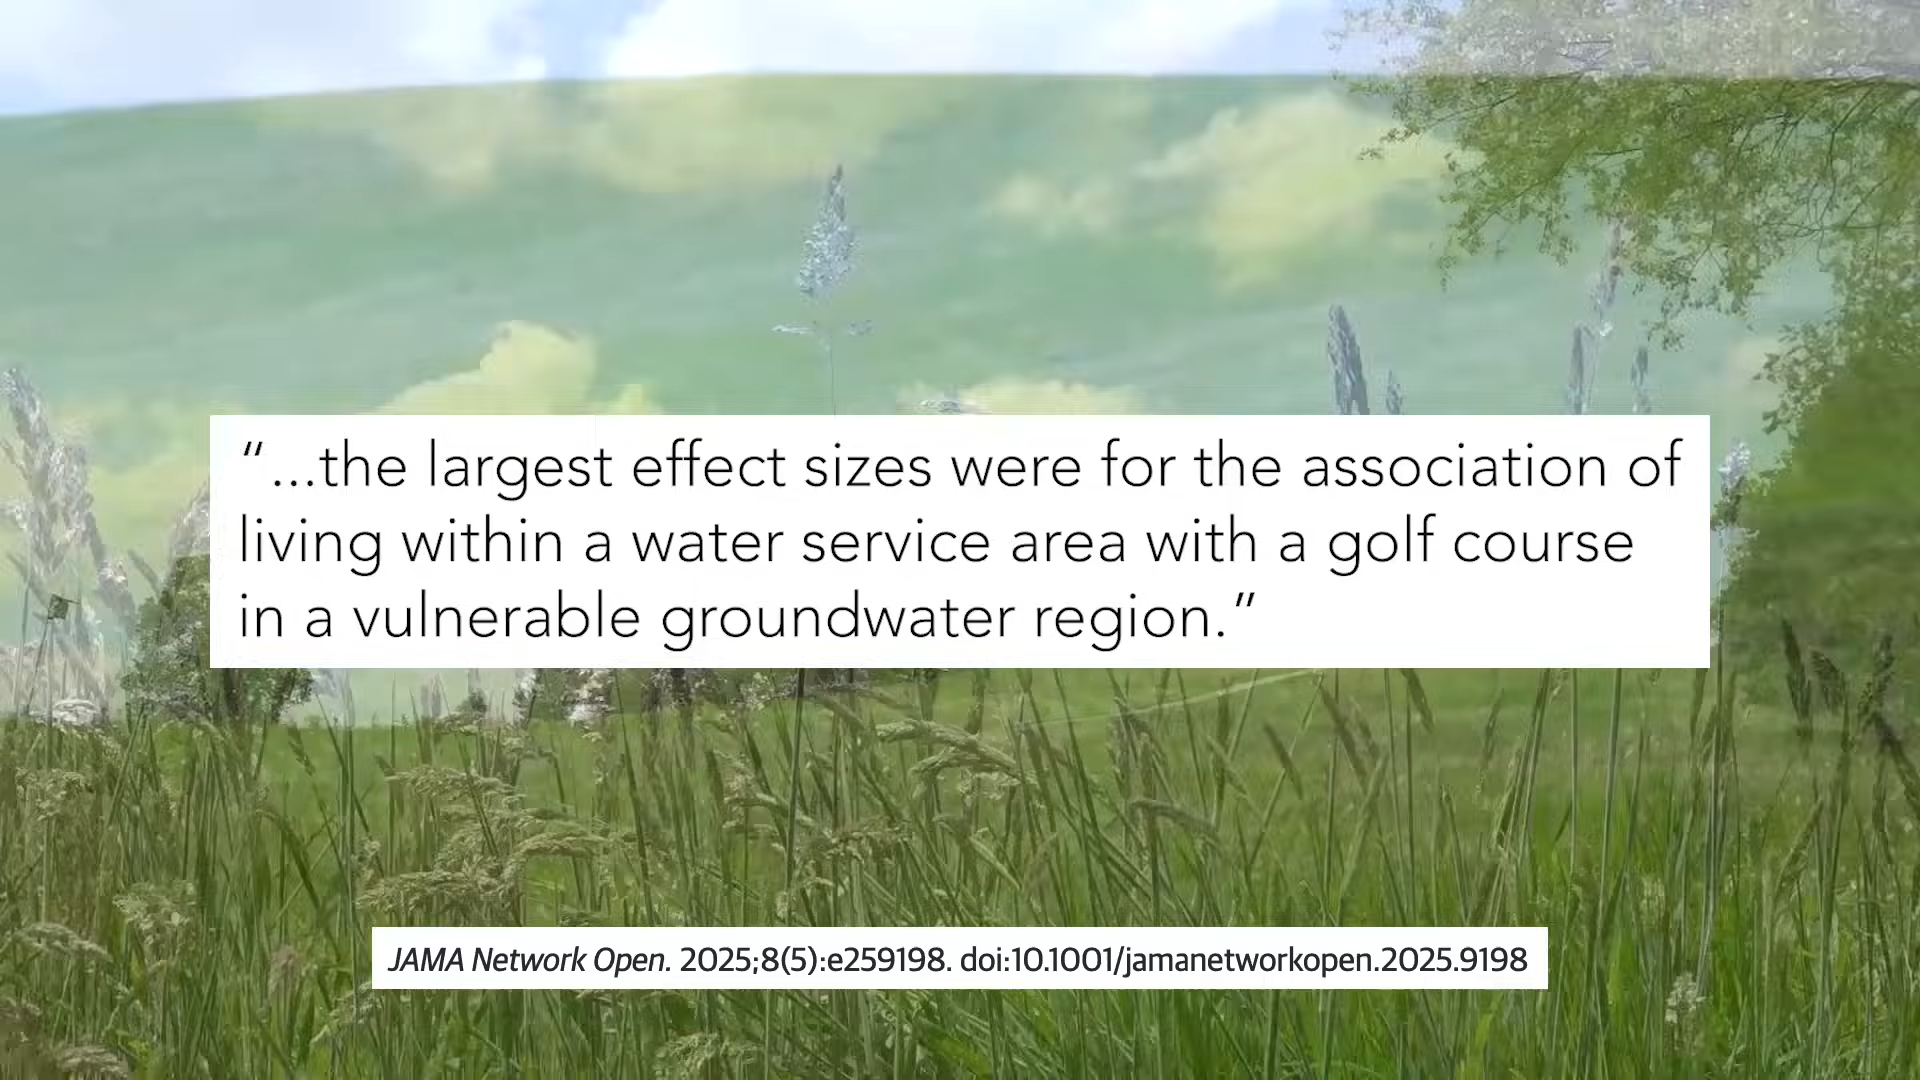 “...the largest effect sizes were for the association of
living within a water service area with a golf course
in a vulnerable groundwater region.”
JAMA Network Open. 2025;8(5):e259198. doi:10.1001/jamanetworkopen.2025.9198